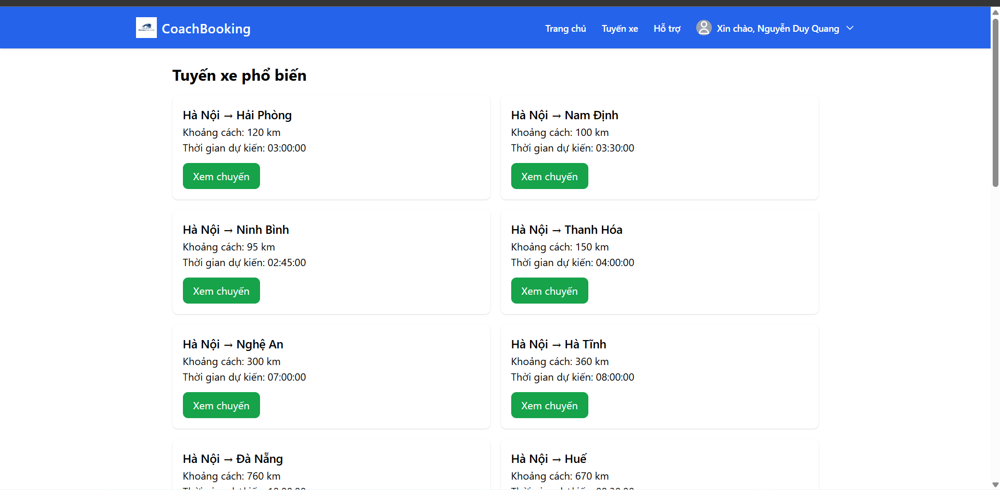 CoachBooking
Trang chủ
Tuyến xe
Hỗ trợ
Xin chào, Nguyễn Duy Quang
Tuyến xe phổ biến
Hà Nội → Hải Phòng
Khoảng cách: 120 km
Thời gian dự kiến: 03:00:00
Xem chuyến
Hà Nội → Nam Định
Khoảng cách: 100 km
Thời gian dự kiến: 03:30:00
Xem chuyến
Hà Nội → Ninh Bình
Khoảng cách: 95 km
Thời gian dự kiến: 02:45:00
Xem chuyến
Hà Nội → Thanh Hóa
Khoảng cách: 150 km
Thời gian dự kiến: 04:00:00
Xem chuyến
Hà Nội → Nghệ An
Khoảng cách: 300 km
Thời gian dự kiến: 07:00:00
Xem chuyến
Hà Nội → Hà Tĩnh
Khoảng cách: 360 km
Thời gian dự kiến: 08:00:00
Xem chuyến
Hà Nội → Đà Nẵng
Khoảng cách: 760 km
Hà Nội → Huế
Khoảng cách: 670 km